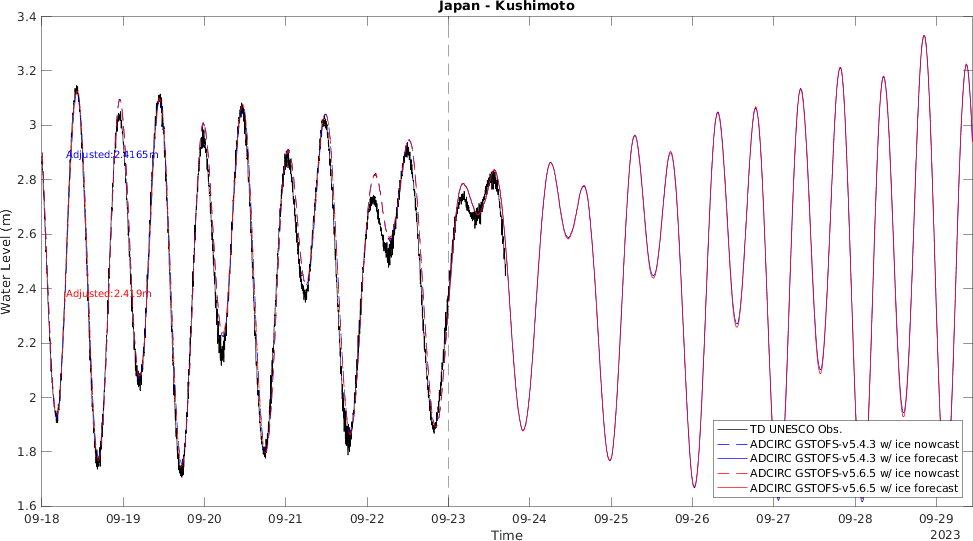 Japan - Kushimoto
3.4
3.2
3
2.8
2.6
2.4
2.2
2
1.8
1.6
Water Level (m)
Adjusted:2.4165m
Adjusted:2.419m
TD UNESCO Obs.
ADCIRC GSTOFS-v5.4.3 w/ ice nowcast
ADCIRC GSTOFS-v5.4.3 w/ ice forecast
ADCIRC GSTOFS-v5.6.5 w/ ice nowcast
ADCIRC GSTOFS-v5.6.5 w/ ice forecast
09-18 09-19 09-20 09-21 09-22 09-23 09-24 09-25 09-26 09-27 09-28 09-29
2023
Time